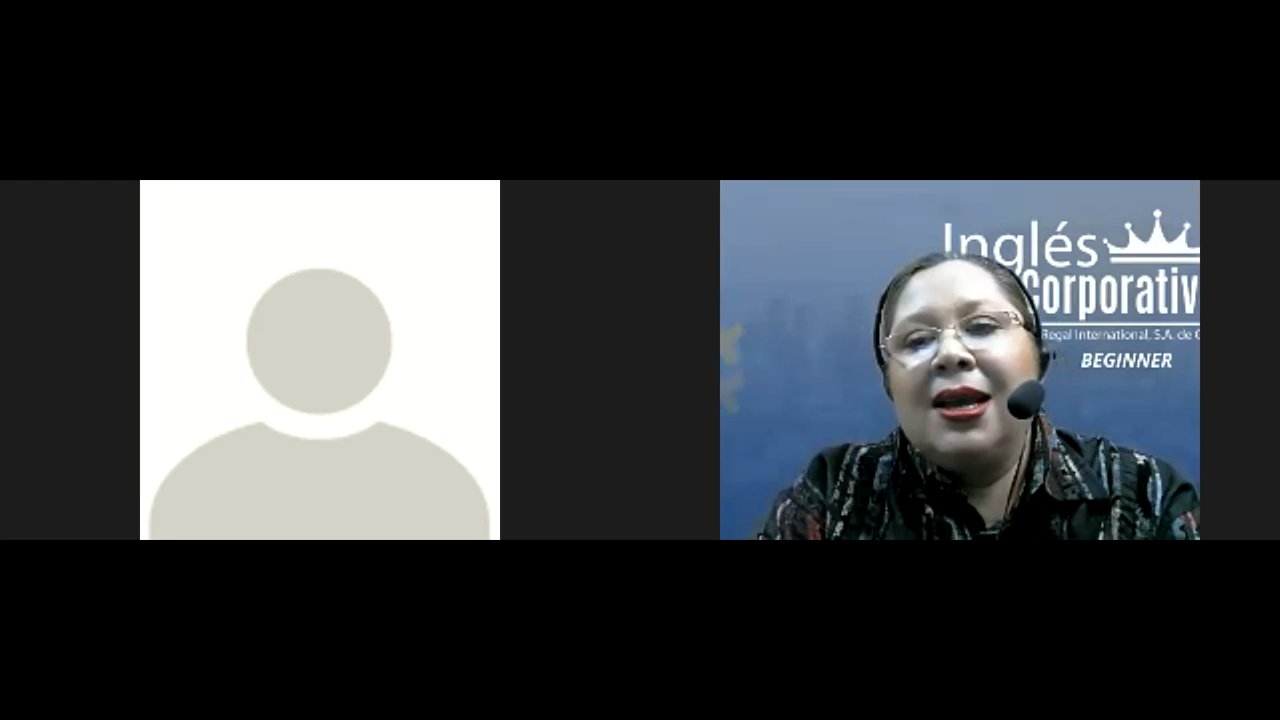 Inglés
Corporativ
Regal International, S.A. de C
BEGINNER